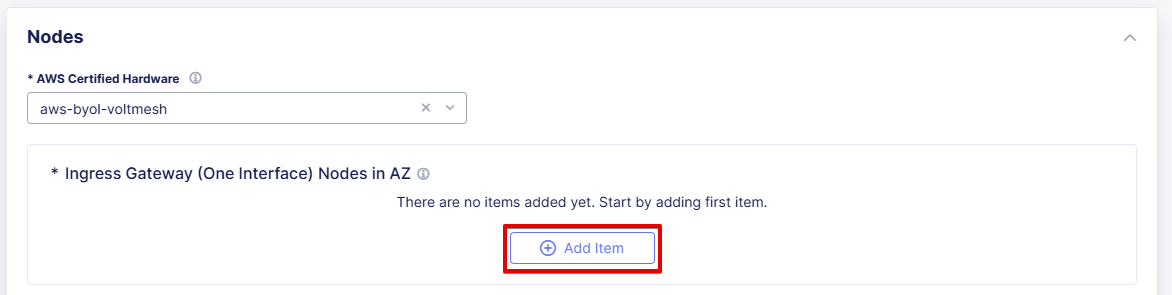 Nodes
* AWS Certified Hardware
aws-byol-voltmesh
* Ingress Gateway (One Interface) Nodes in AZ
There are no items added yet. Start by adding first item.
Add Item